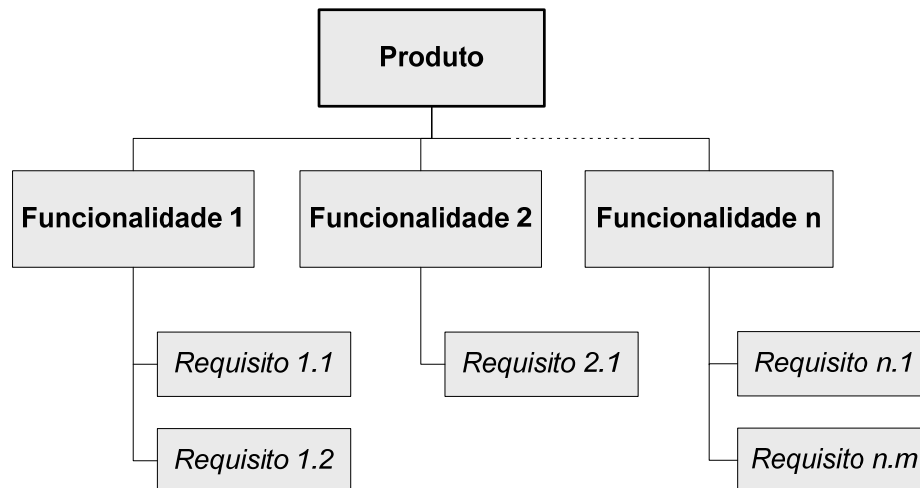 Produto
Funcionalidade 1
Funcionalidade 2
Funcionalidade n
Requisito 1.1
Requisito 2.1
Requisito n.1
Requisito 1.2
Requisito n.m